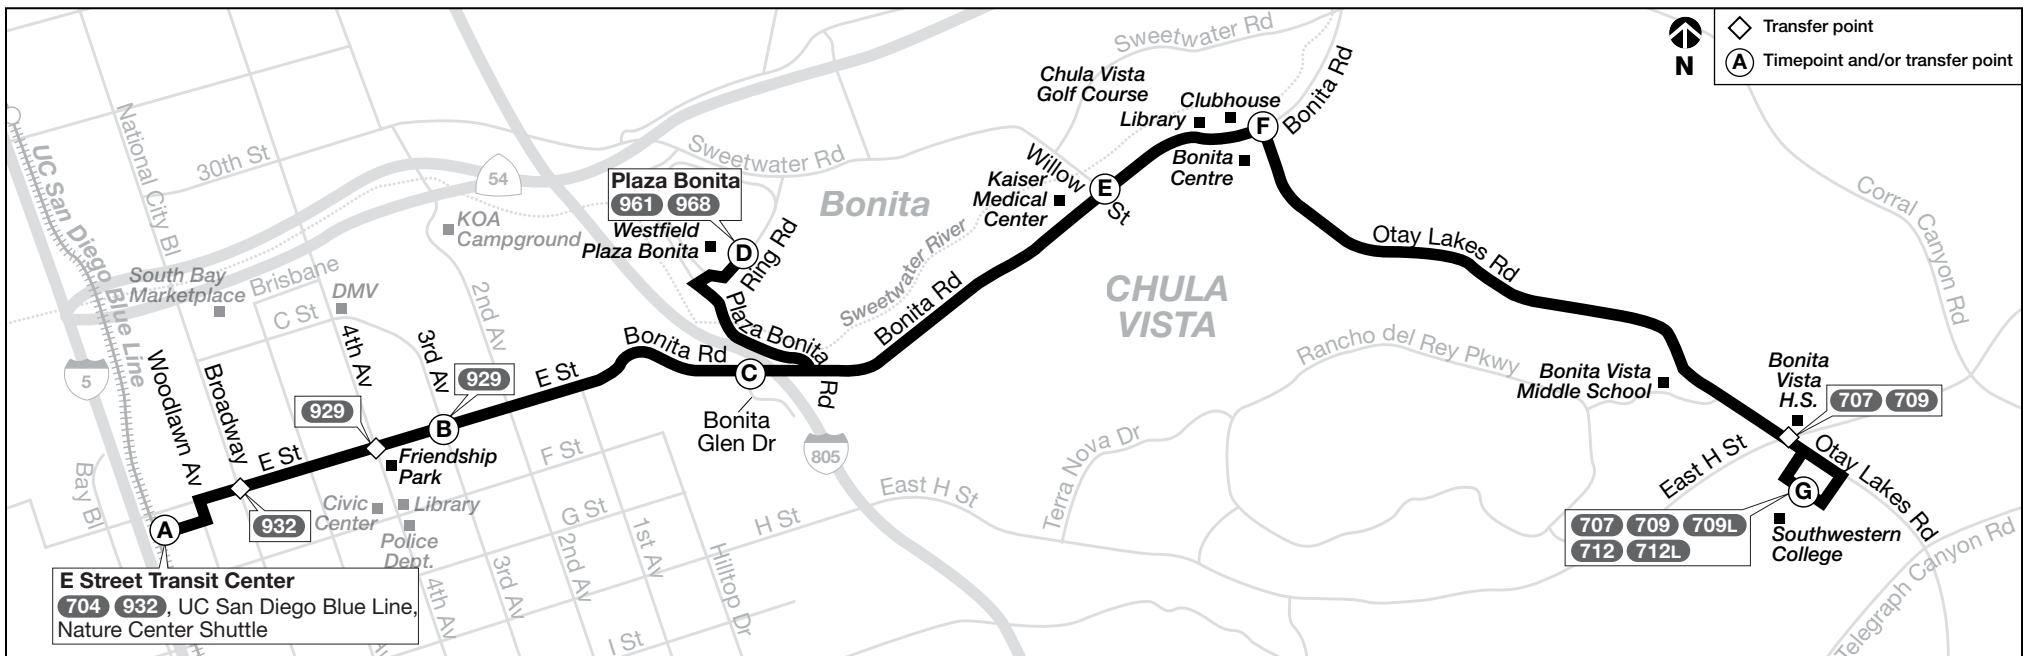 Transfer point
A Timepoint and/or transfer point
N
Sweetwater Rd
Bonita Rd
Chula Vista
Golf Course
Clubhouse
Library
F
Bonita
Centre
Willow
St
E
Kaiser
Medical
Center
UC San Diego Blue Line
National City Bl
30th St
54
Sweetwater Rd
Plaza Bonita
961 968
Westfield
Plaza Bonita
D
Ring Rd
Bonita
KOA
Campground
South Bay
Marketplace
Brisbane
DMV
C St
2nd Av
Sweetwater River
Bonita Rd
CHULA
VISTA
Otay Lakes Rd
Corral Canyon Rd
5
Woodlawn Av
Broadway
4th Av
3rd Av
929
929
B
E St
Bonita Rd
C
Plaza Bonita
Rd
Bonita
Glen Dr
805
Rancho del Rey Pkwy
Bonita Vista
Middle School
Bonita
Vista
H.S.
707 709
E St
Friendship
Park
Bay Bl
A
932
Civic
Center
Library
Police
Dept.
F St
G St
H St
I St
4th Av
3rd Av
2nd Av
1st Av
Hilltop Dr
East H St
Terra Nova Dr
East H St
Otay Lakes Rd
G
707 709 709L
712 712L
Southwestern
College
Telegraph Canyon Rd
E Street Transit Center
704 932, UC San Diego Blue Line,
Nature Center Shuttle